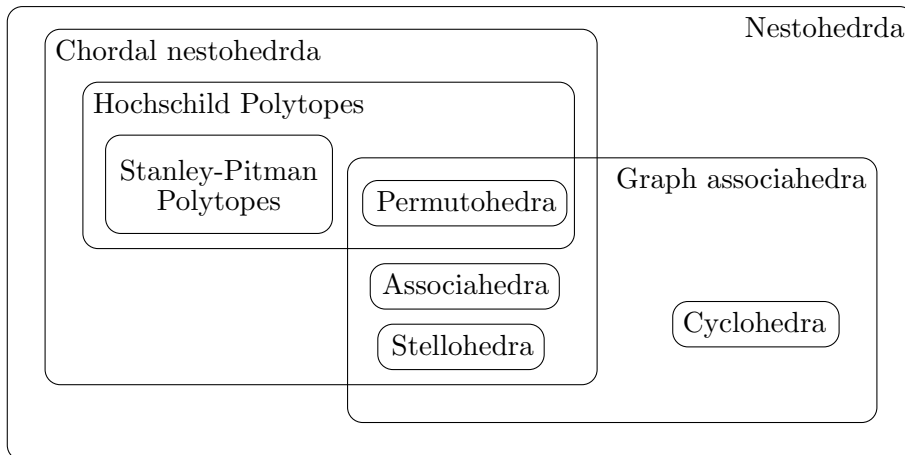 Nestohedrda
Chordal nestohedrda
Hochschild Polytopes
Stanley-Pitman
Polytopes
Graph associahedra
Permutohedra
Associahedra
Cyclohedra
Stellohedra